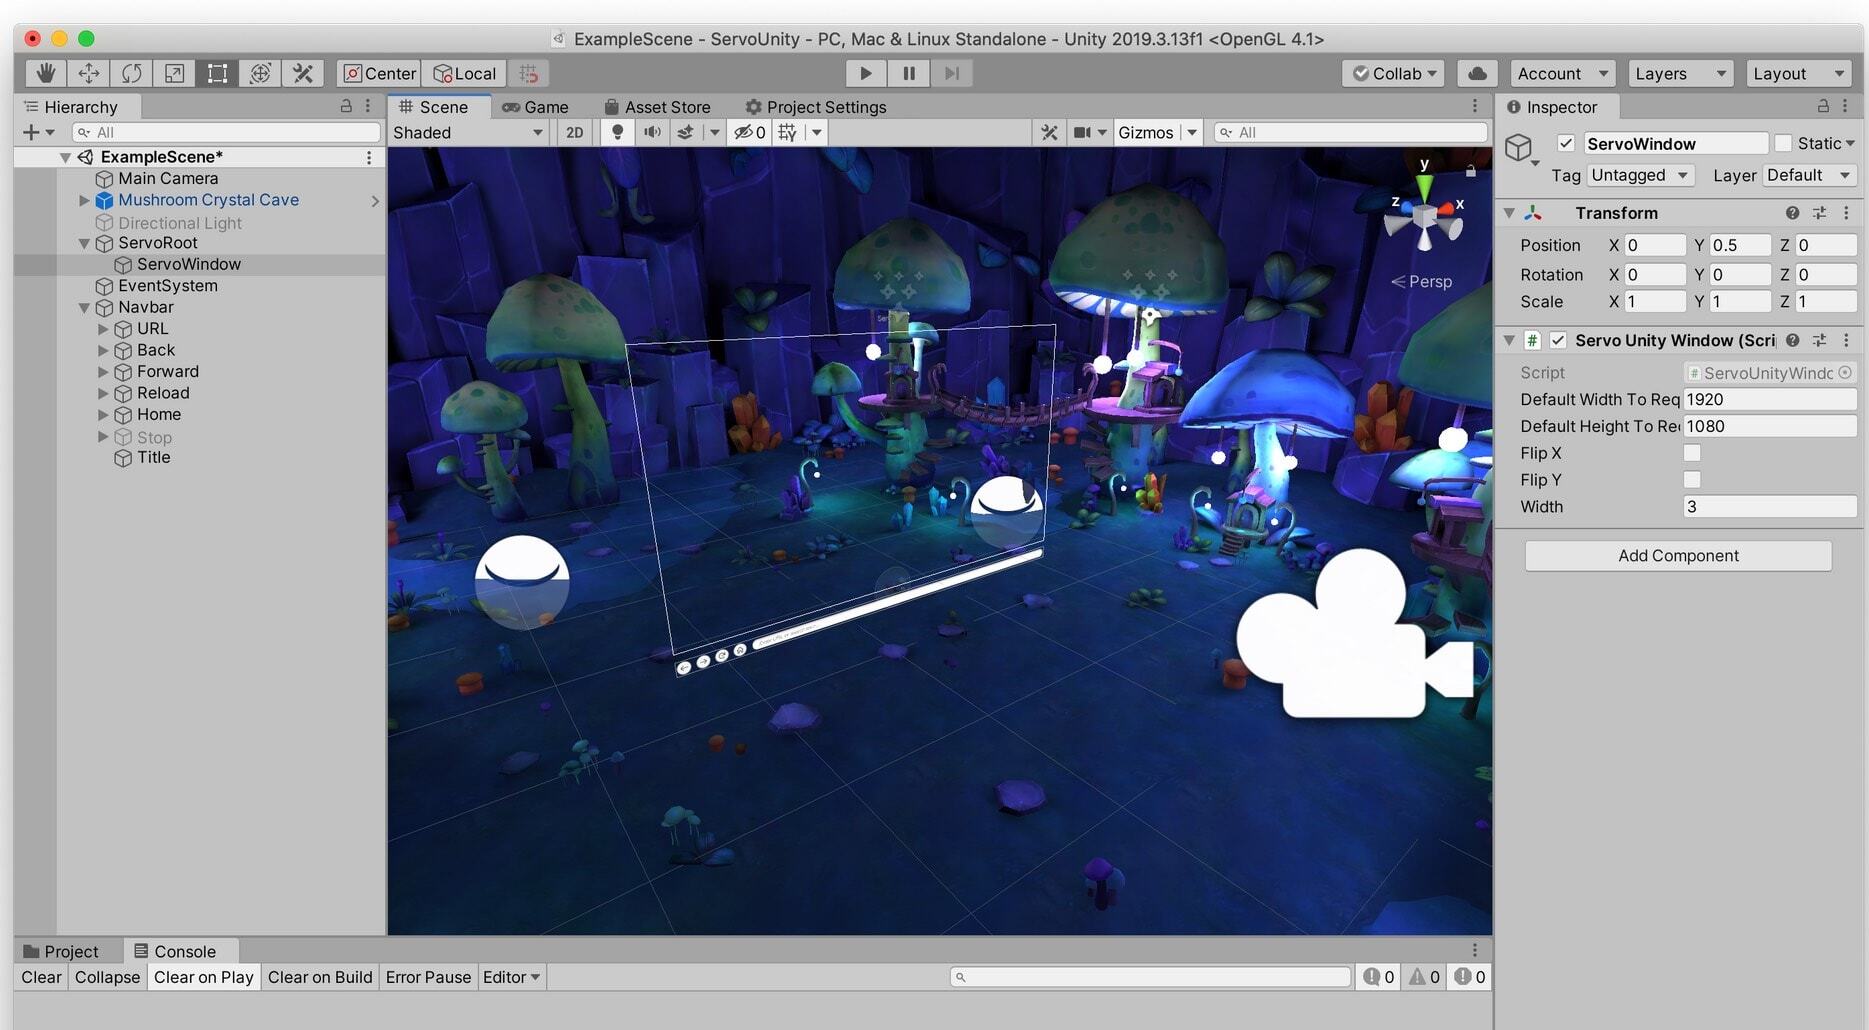 ExampleScene - ServoUnity - PC, Mac & Linux Standalone - Unity 2019.3.13f1 <OpenGL 4.1>
Center Local Collab Account Layers Layout
Hierarchy
All
ExampleScene*
Main Camera
Mushroom Crystal Cave
Directional Light
ServoRoot
ServoWindow
EventSystem
Navbar
URL
Back
Forward
Reload
Home
Stop
Title
Scene Game Asset Store Project Settings
Shaded 2D 0 Gizmos All
y
z x
Persp
Inspector
ServoWindow Static
Tag Untagged Layer Default
Transform
Position X 0 Y 0.5 Z 0
Rotation X 0 Y 0 Z 0
Scale X 1 Y 1 Z 1
# Servo Unity Window (Scri
Script # ServoUnityWindc
Default Width To Req 1920
Default Height To Re 1080
Flip X
Flip Y
Width 3
Add Component
Project Console
Clear Collapse Clear on Play Clear on Build Error Pause Editor 0 0 0